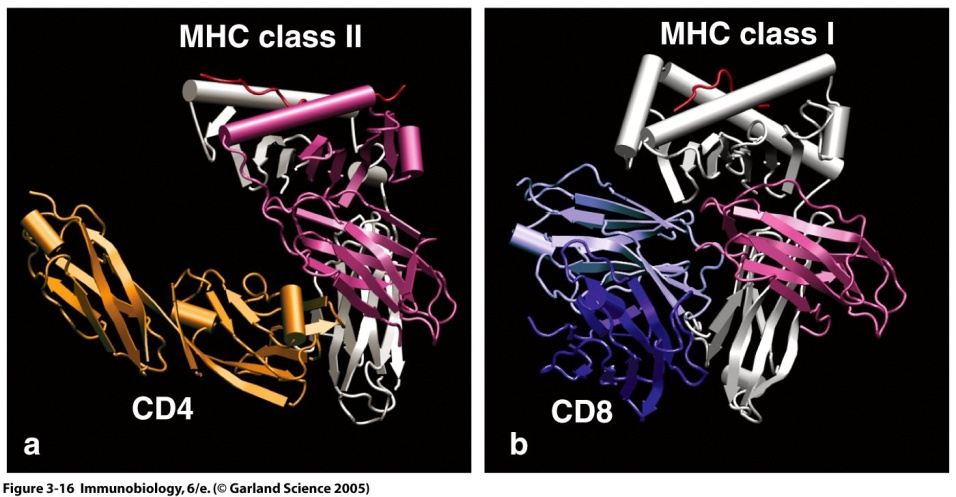 MHC class II
CD4
a
MHC class I
CD8
b
Figure 3-16 Immunobiology, 6/e. (© Garland Science 2005)